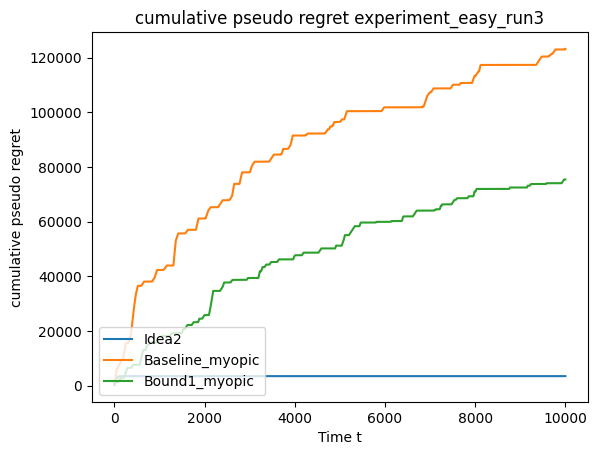 cumulative pseudo regret experiment_easy_run3
cumulative pseudo regret
120000
100000
80000
60000
40000
20000
0
Idea2
Baseline_myopic
Bound1_myopic
0 2000 4000 6000 8000 10000
Time t